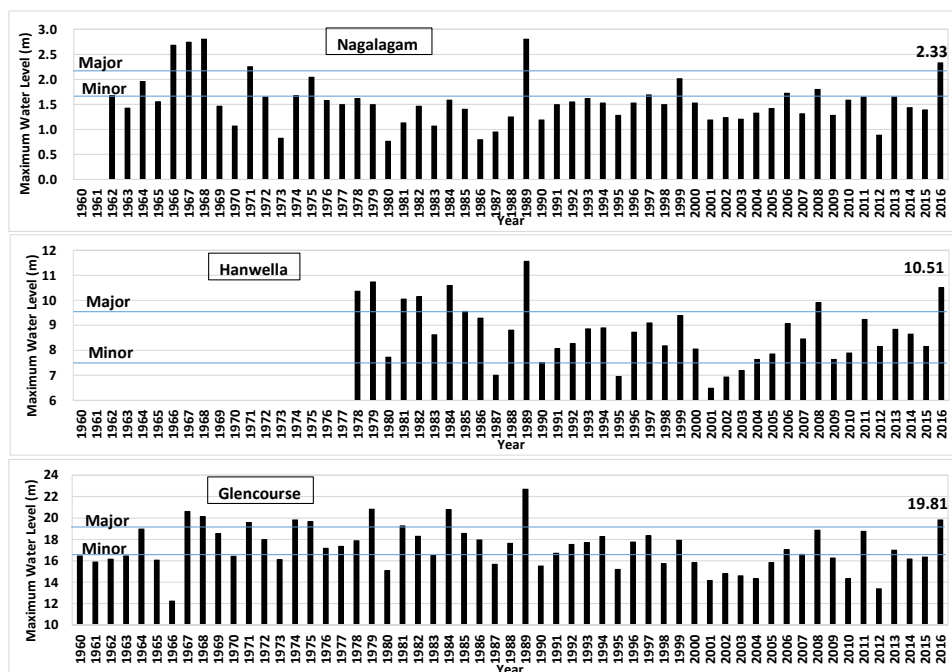 Nagalagam
Maximum Water Level (m)
3.0
2.5
2.0
1.5
1.0
0.5
0.0
Major
Minor
2.33
1960 1961 1962 1963 1964 1965 1966 1967 1968 1969 1970 1971 1972 1973 1974 1975 1976 1977 1978 1979 1980 1981 1982 1983 1984 1985 1986 1987 1988 1989 1990 1991 1992 1993 1994 1995 1996 1997 1998 1999 2000 2001 2002 2003 2004 2005 2006 2007 2008 2009 2010 2011 2012 2013 2014 2015 2016
Year
Hanwella
Maximum Water Level (m)
12
11
10
9
8
7
6
Major
Minor
10.51
1960 1961 1962 1963 1964 1965 1966 1967 1968 1969 1970 1971 1972 1973 1974 1975 1976 1977 1978 1979 1980 1981 1982 1983 1984 1985 1986 1987 1988 1989 1990 1991 1992 1993 1994 1995 1996 1997 1998 1999 2000 2001 2002 2003 2004 2005 2006 2007 2008 2009 2010 2011 2012 2013 2014 2015 2016
Glencourse
Maximum Water Level (m)
24
22
20
18
16
14
12
10
Major
Minor
19.81
1960 1961 1962 1963 1964 1965 1966 1967 1968 1969 1970 1971 1972 1973 1974 1975 1976 1977 1978 1979 1980 1981 1982 1983 1984 1985 1986 1987 1988 1989 1990 1991 1992 1993 1994 1995 1996 1997 1998 1999 2000 2001 2002 2003 2004 2005 2006 2007 2008 2009 2010 2011 2012 2013 2014 2015 2016
Year